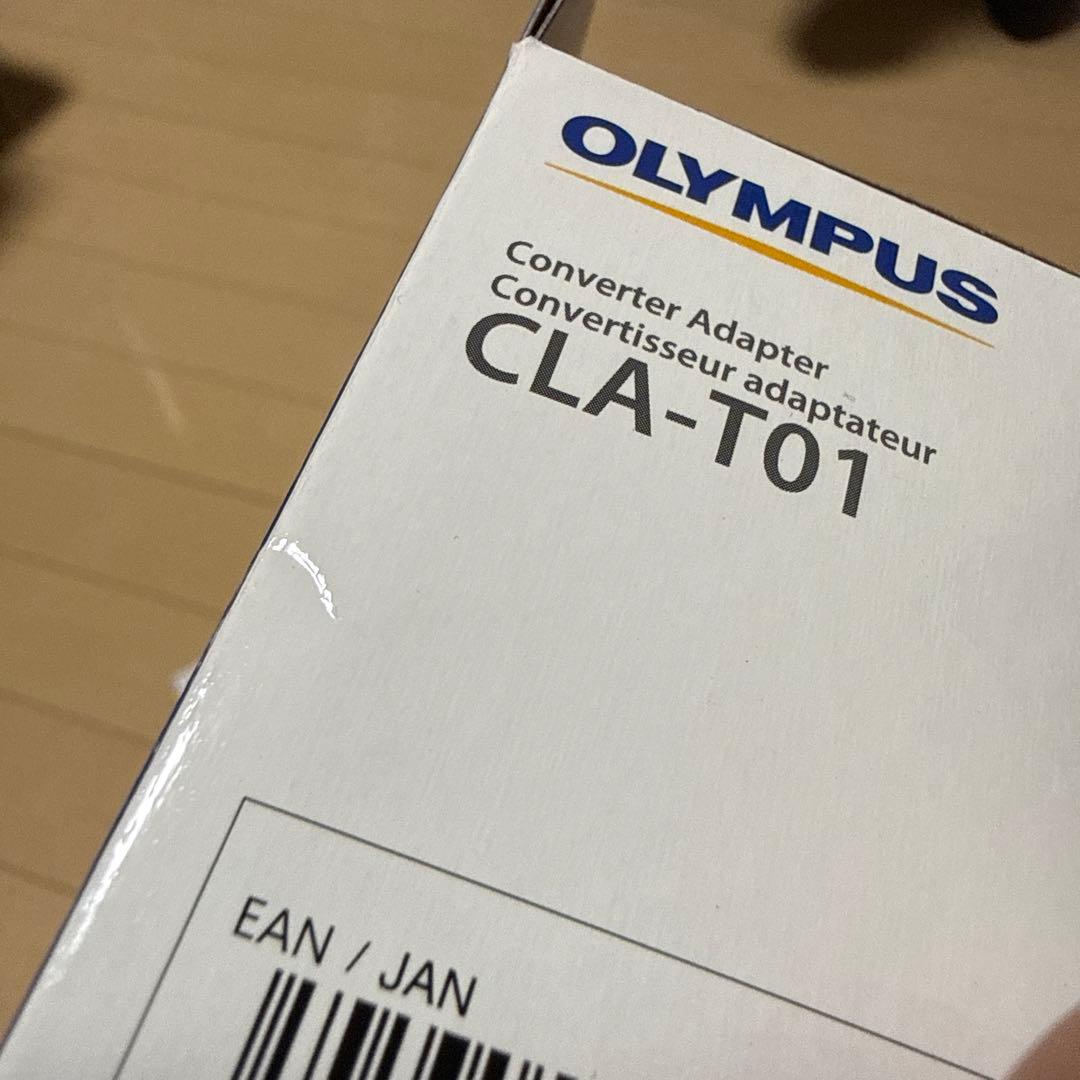 OLYMPUS
Converter Adapter
Convertisseur adaptateur
CLA-T01
EAN / JAN